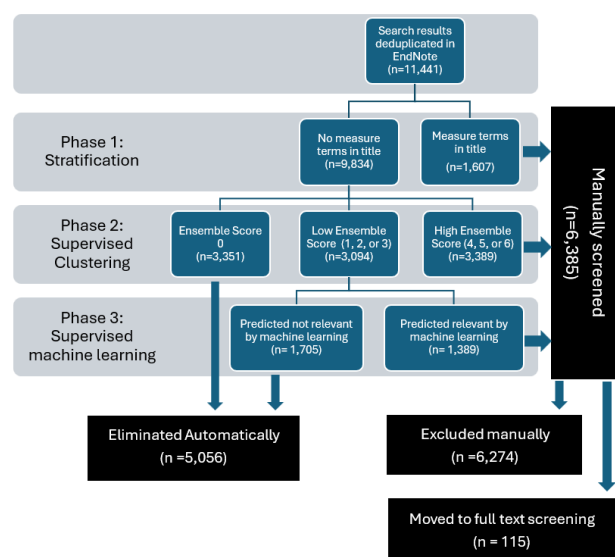 Search results
deduplicated in
EndNote
(n=11,441)
Phase 1:
Stratification
No measure
terms in title
(n=9,834)
Measure terms
in title
(n=1,607)
Manually screened
(n=6,385)
Phase 2:
Supervised
Clustering
Ensemble Score
0
(n=3,351)
Low Ensemble
Score (1, 2, or 3)
(n=3,094)
High Ensemble
Score (4, 5, or 6)
(n=3,389)
Phase 3:
Supervised
machine learning
Predicted not relevant
by machine learning
(n= 1,705)
Predicted relevant by
machine learning
(n= 1,389)
Eliminated Automatically
(n =5,056)
Excluded manually
(n =6,274)
Moved to full text screening
(n = 115)